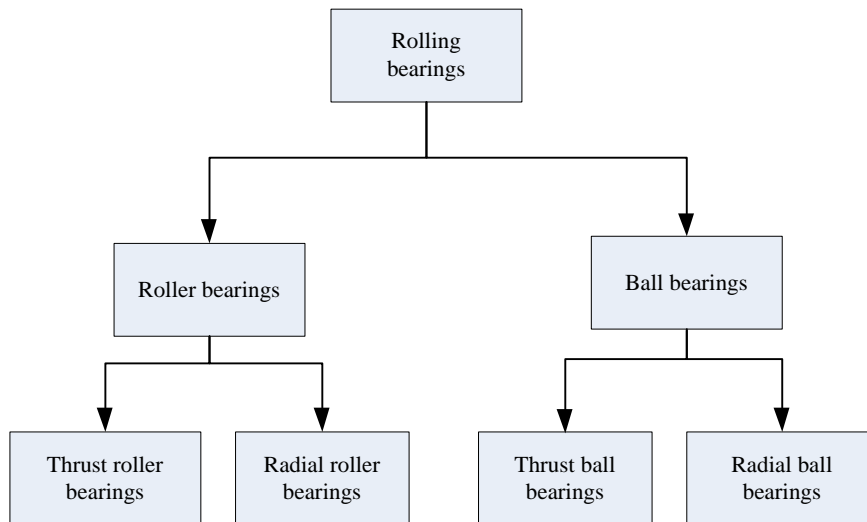 Rolling
bearings
Roller bearings
Ball bearings
Thrust roller
bearings
Radial roller
bearings
Thrust ball
bearings
Radial ball
bearings